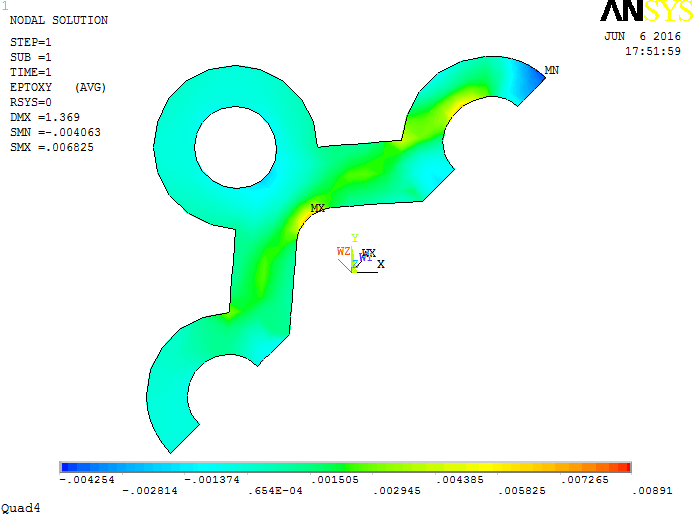 1
NODAL SOLUTION
STEP=1
SUB =1
TIME=1
EPTOXY (AVG)
RSYS=0
DMX =1.369
SMN =-.004063
SMX =.006825
ANSYS
JUN 6 2016
17:51:59
MN
MX
Y
WZ WX
WY
Z X
-.004254 -.001374 .001505 .004385 .007265
-.002814 .654E-04 .002945 .005825 .00891
Quad4